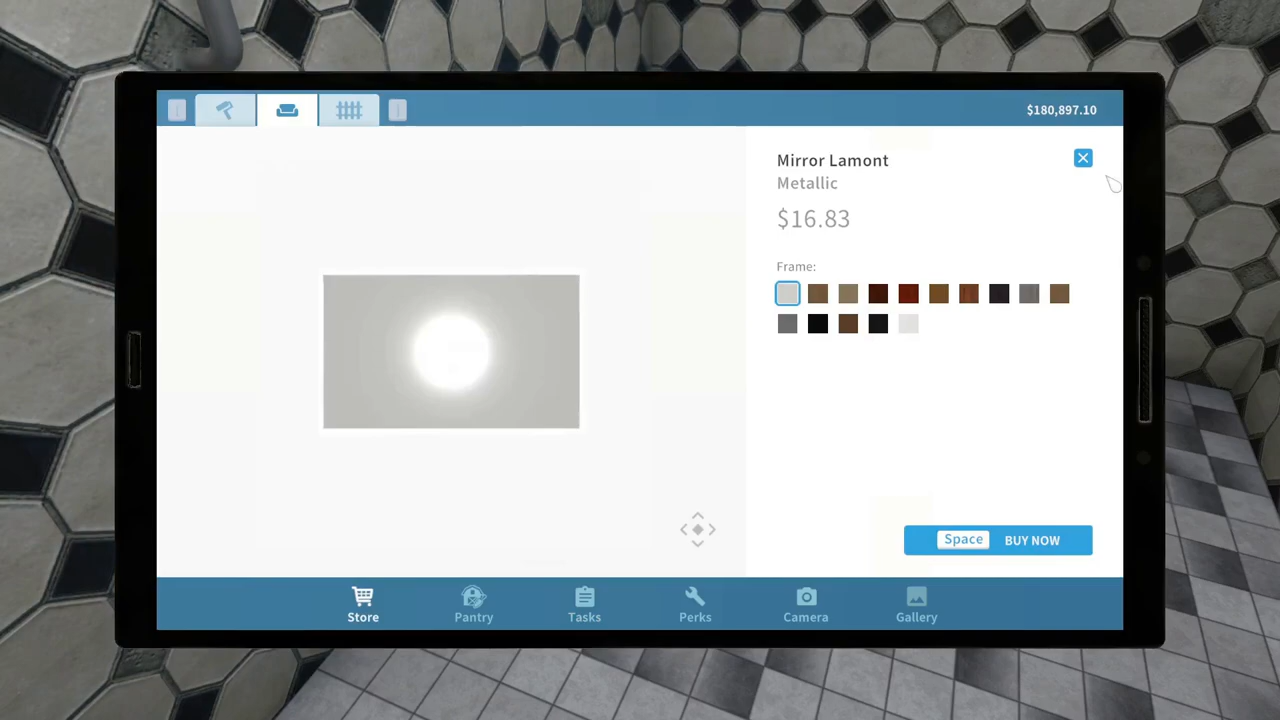 $180,897.10
Mirror Lamont
Metallic
$16.83
Frame:
Space BUY NOW
Store Pantry Tasks Perks Camera Gallery